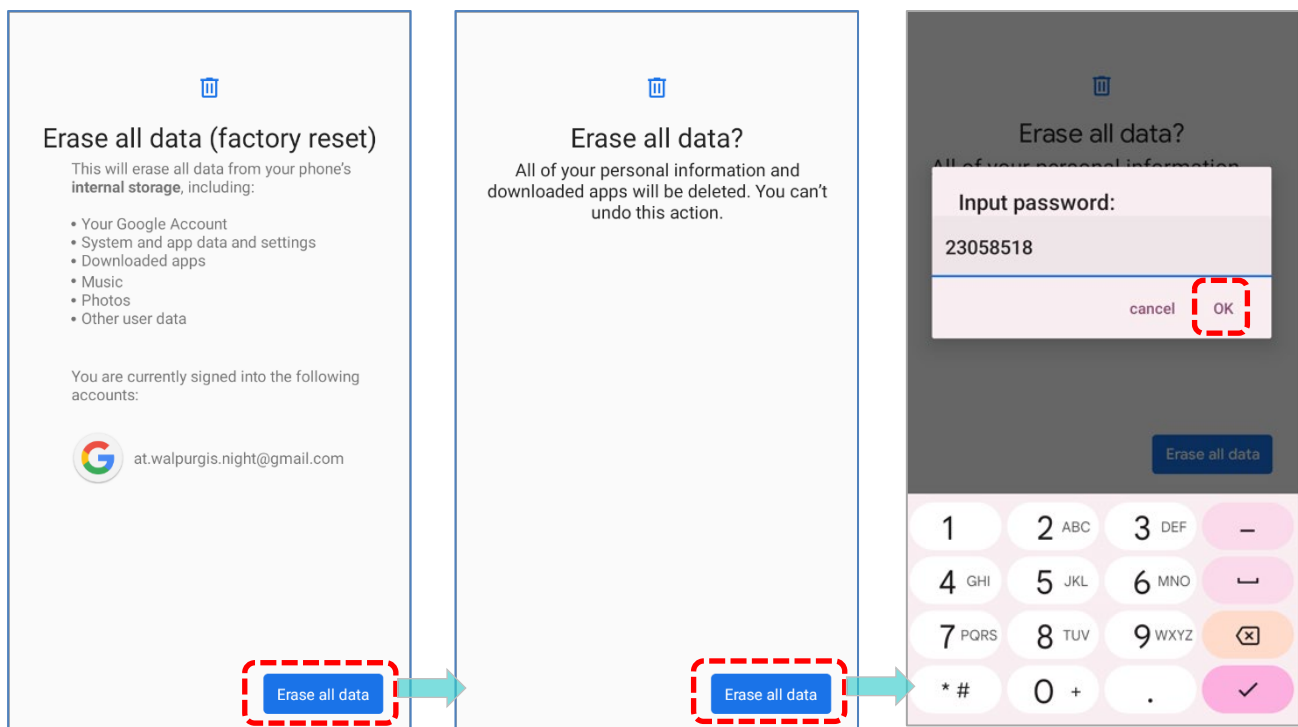 Erase all data (factory reset)
This will erase all data from your phone's
internal storage, including:
• Your Google Account
• System and app data and settings
• Downloaded apps
• Music
• Photos
• Other user data
You are currently signed into the following
accounts:
at.walpurgis.night@gmail.com
Erase all data
Erase all data?
All of your personal information and
downloaded apps will be deleted. You can't
undo this action.
Erase all data
Erase all data?
All of your personal information
Input password:
23058518
cancel OK
Erase all data
1 2 ABC 3 DEF –
4 GHI 5 JKL 6 MNO
7 PQRS 8 TUV 9 WXYZ
* # 0 + .